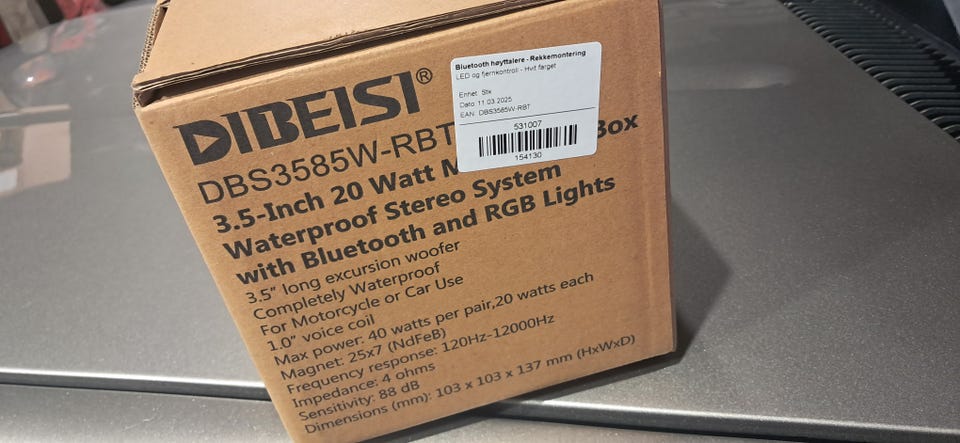 DIBEISI®
DBS3585W-RBT
3.5-Inch 20 Watt M Box
Waterproof Stereo System
with Bluetooth and RGB Lights
3.5" long excursion woofer
Completely Waterproof
For Motorcycle or Car Use
1.0" voice coil
Max power: 40 watts per pair,20 watts each
Magnet: 25x7 (NdFeB)
Frequency response: 120Hz-12000Hz
Impedance: 4 ohms
Sensitivity: 88 dB
Dimensions (mm): 103 x 103 x 137 mm (HxWxD)
Bluetooth høyttalere - Rekkemontering
LED og fjernkontroll - Hvit farget
Enhet: Stk
Dato: 11.03.2025
EAN: DBS3585W-RBT
531007
154130